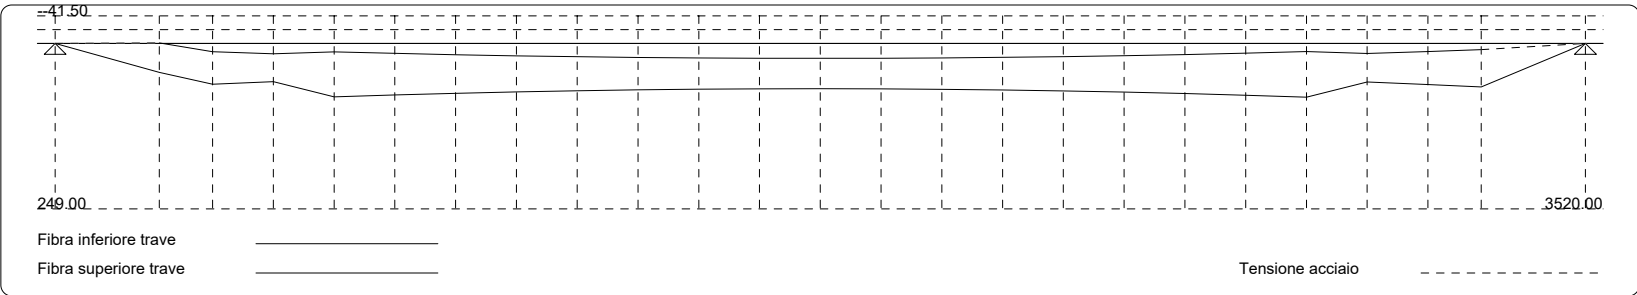 --41.50
249.00 3520.00
Fibra inferiore trave
Fibra superiore trave Tensione acciaio